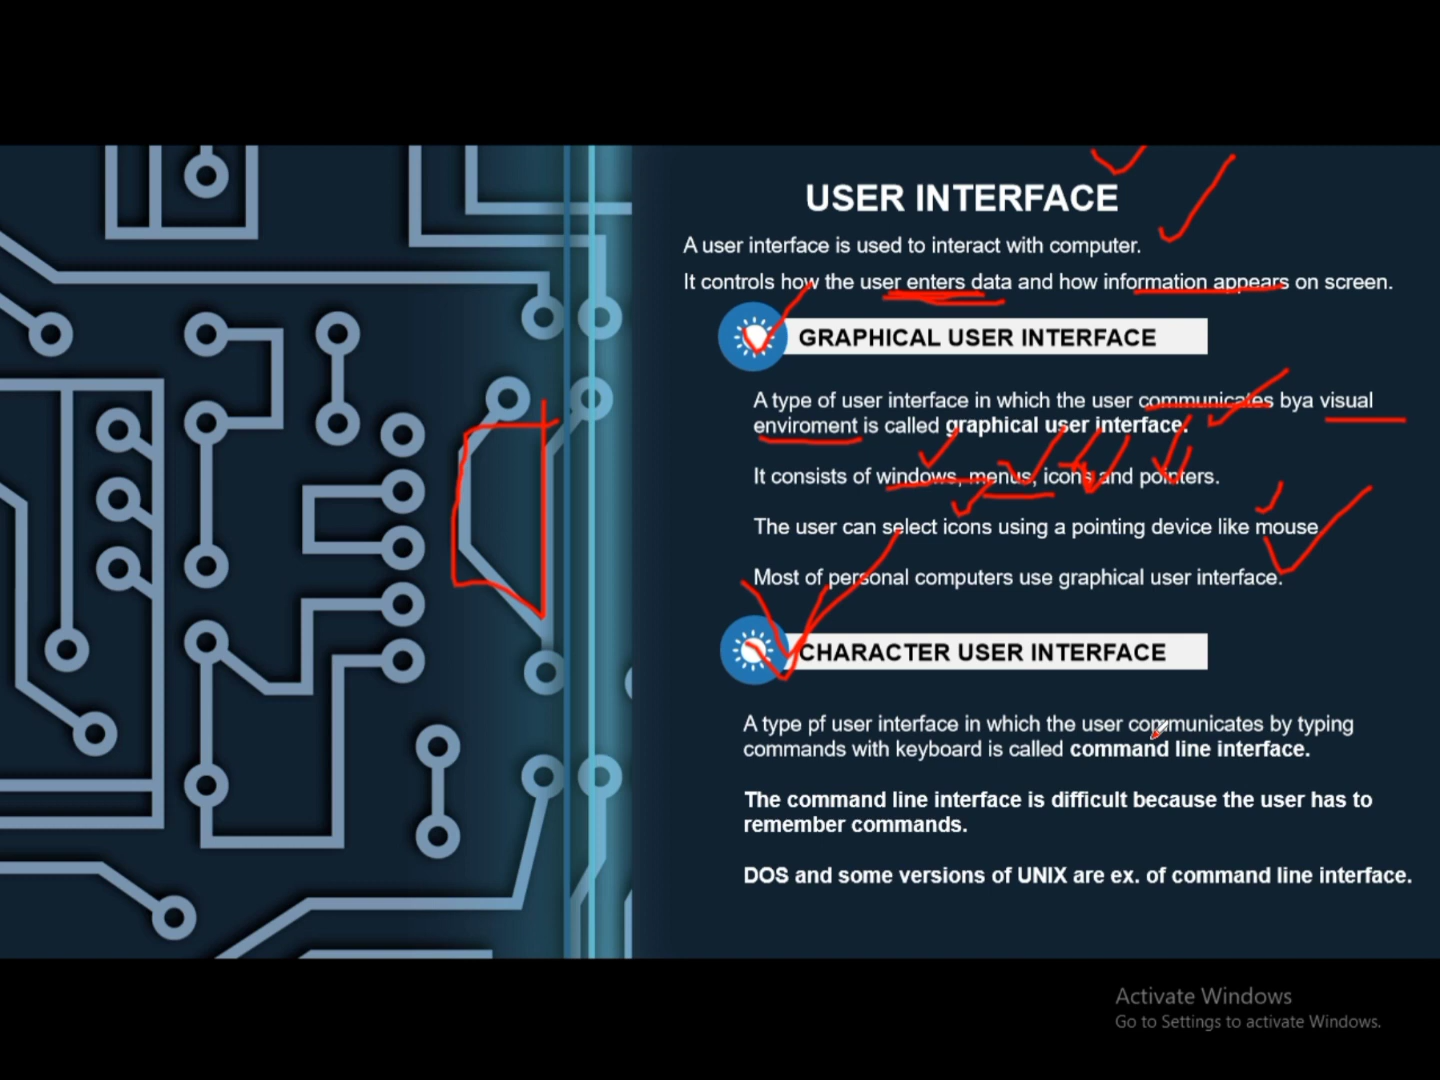 USER INTERFACE
A user interface is used to interact with computer.
It controls how the user enters data and how information appears on screen.
GRAPHICAL USER INTERFACE
A type of user interface in which the user communicates bya visual
enviroment is called graphical user interface.
It consists of windows, menus, icons and pointers.
The user can select icons using a pointing device like mouse
Most of personal computers use graphical user interface.
CHARACTER USER INTERFACE
A type pf user interface in which the user communicates by typing
commands with keyboard is called command line interface.
The command line interface is difficult because the user has to
remember commands.
DOS and some versions of UNIX are ex. of command line interface.
Activate Windows
Go to Settings to activate Windows.